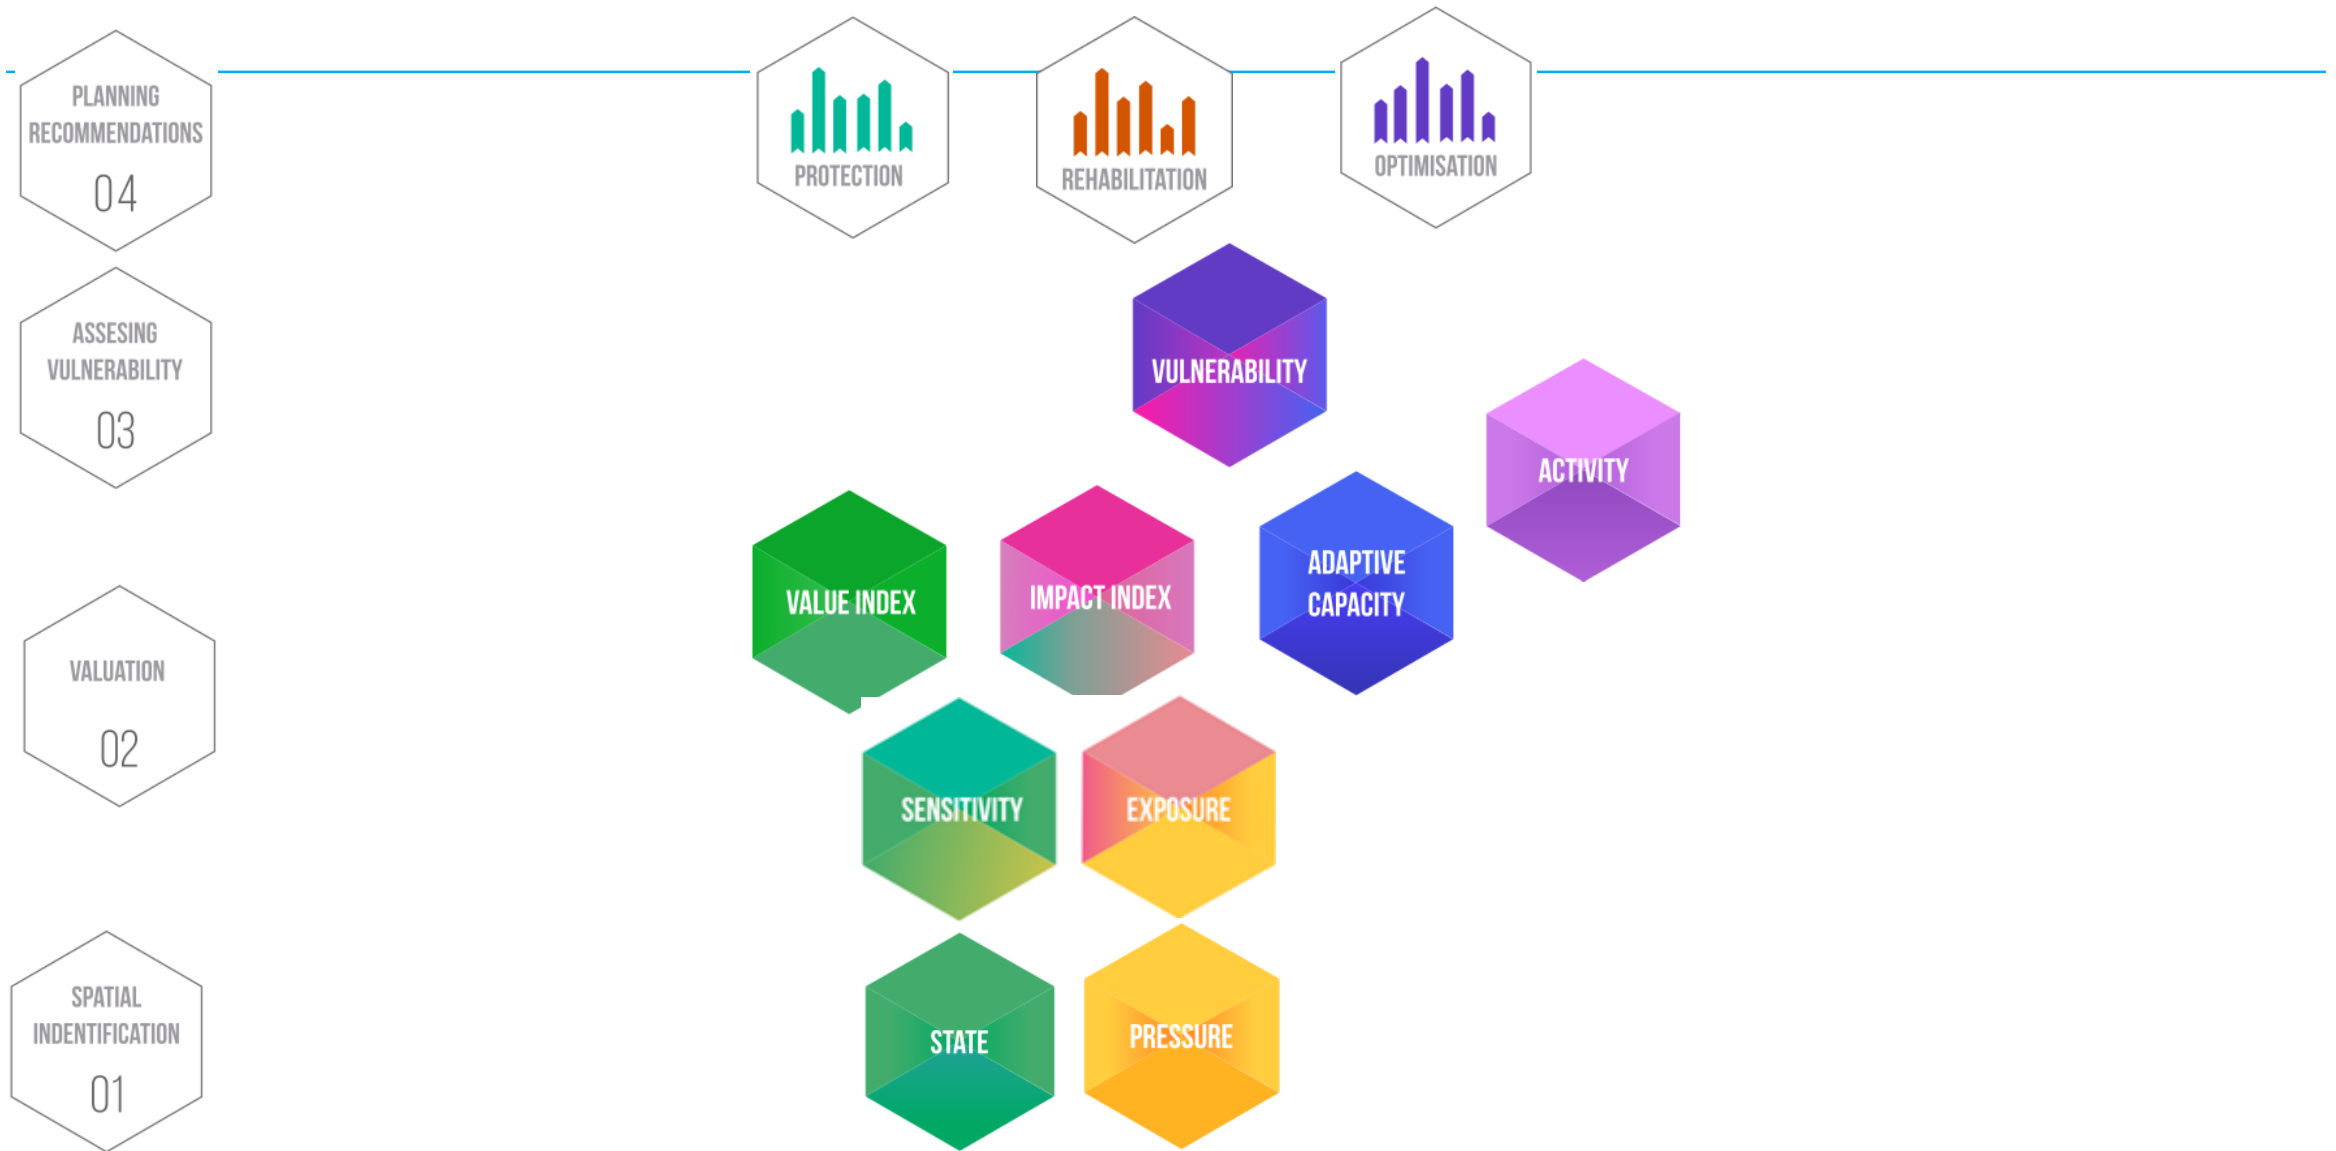 PLANNING
RECOMMENDATIONS
04
PROTECTION
REHABILITATION
OPTIMISATION
ASSESING
VULNERABILITY
03
VULNERABILITY
ACTIVITY
VALUE INDEX
IMPACT INDEX
ADAPTIVE
CAPACITY
VALUATION
02
SENSITIVITY
EXPOSURE
SPATIAL
INDENTIFICATION
01
STATE
PRESSURE